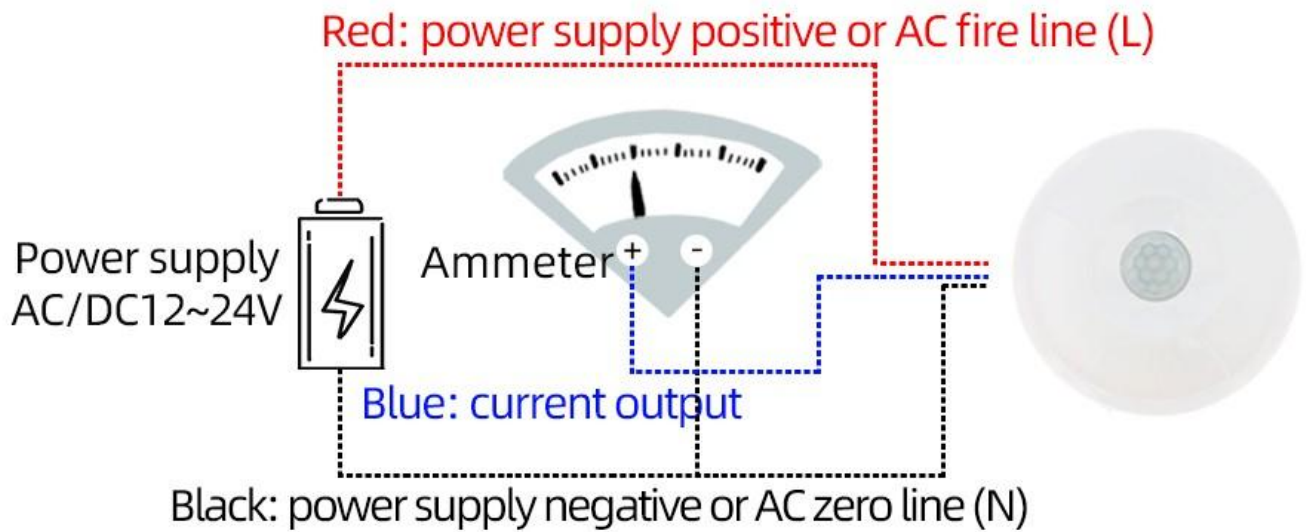 Red: power supply positive or AC fire line (L)
Power supply
AC/DC12~24V
Ammeter
+ -
Blue: current output
Black: power supply negative or AC zero line (N)